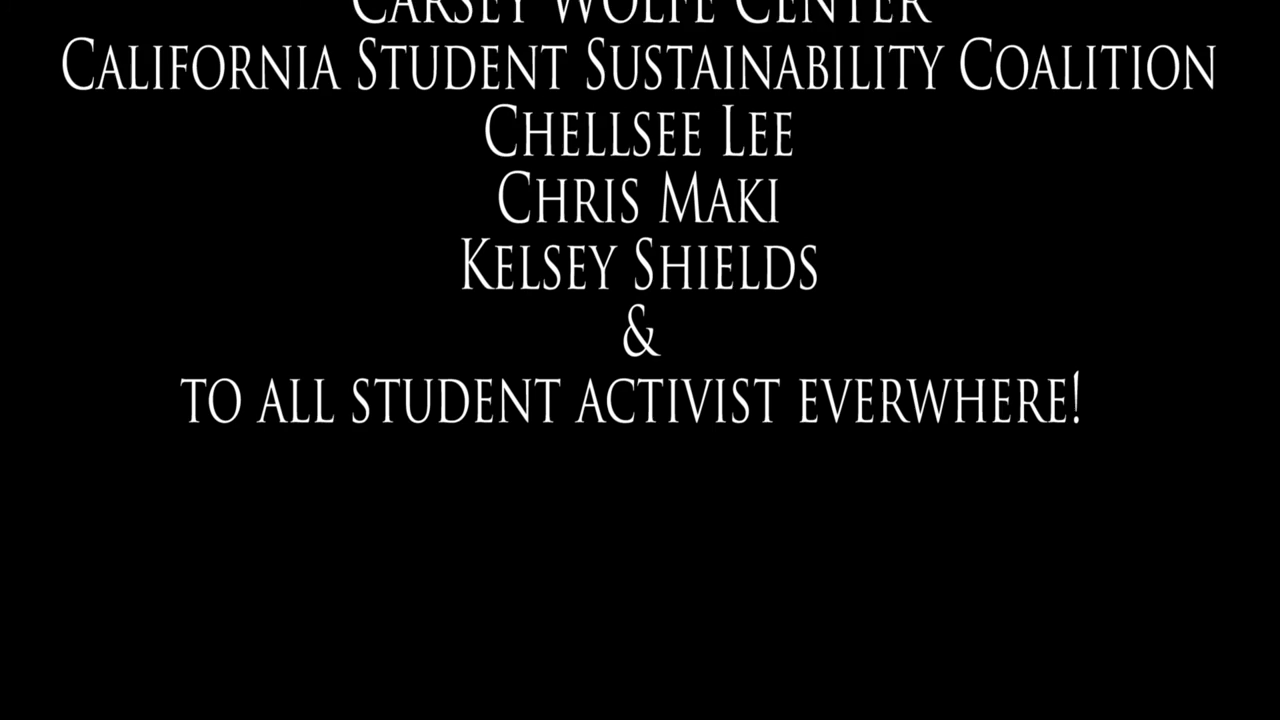 Carsey Wolfe Center
California Student Sustainability Coalition
Chellsee Lee
Chris Maki
Kelsey Shields
&
to all student activist everwhere!